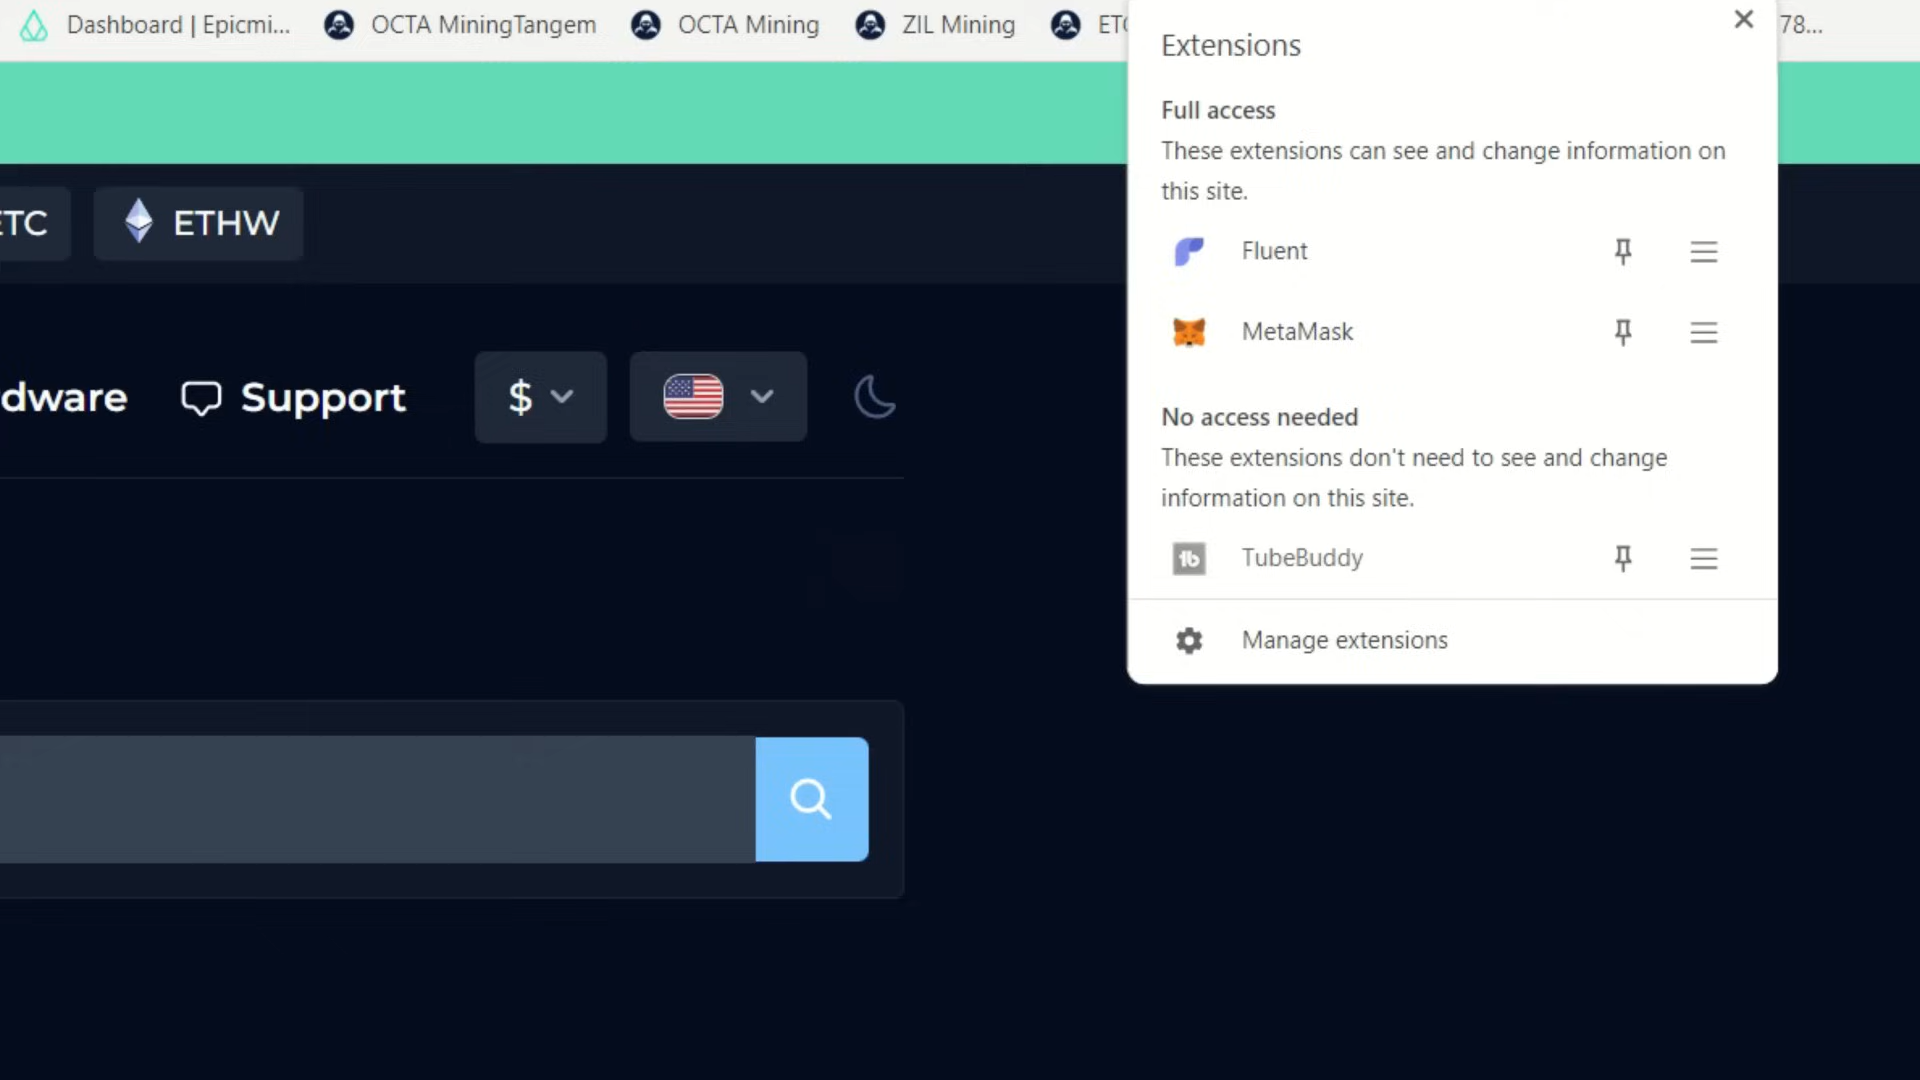 Dashboard | Epicmi...
OCTA MiningTangem
OCTA Mining
ZIL Mining
78...
Extensions
Full access
These extensions can see and change information on
this site.
Fluent
MetaMask
No access needed
These extensions don't need to see and change
information on this site.
TubeBuddy
Manage extensions
ETHW
Support
$